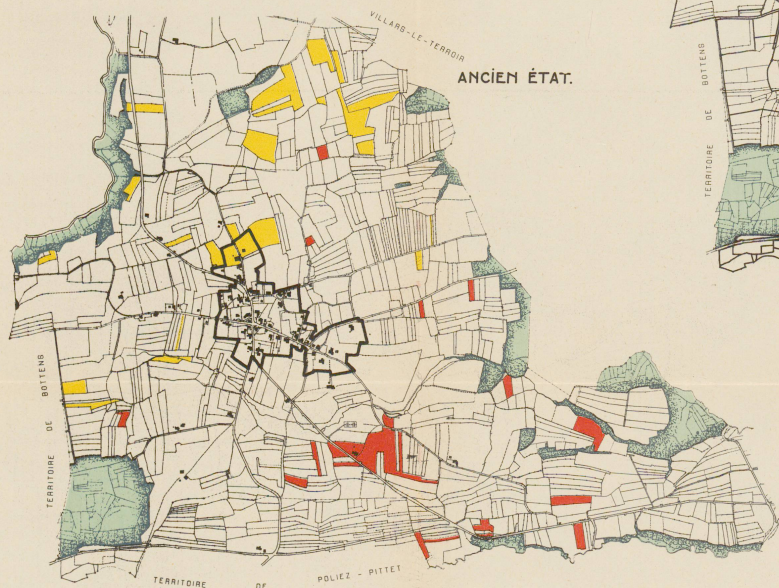 VILLARS-LE-TERROIR
ANCIEN ÉTAT.
TERRITOIRE DE BOTTENS
TERRITOIRE DE BOTTENS
TERRITOIRE DE POLIEZ - PITTET